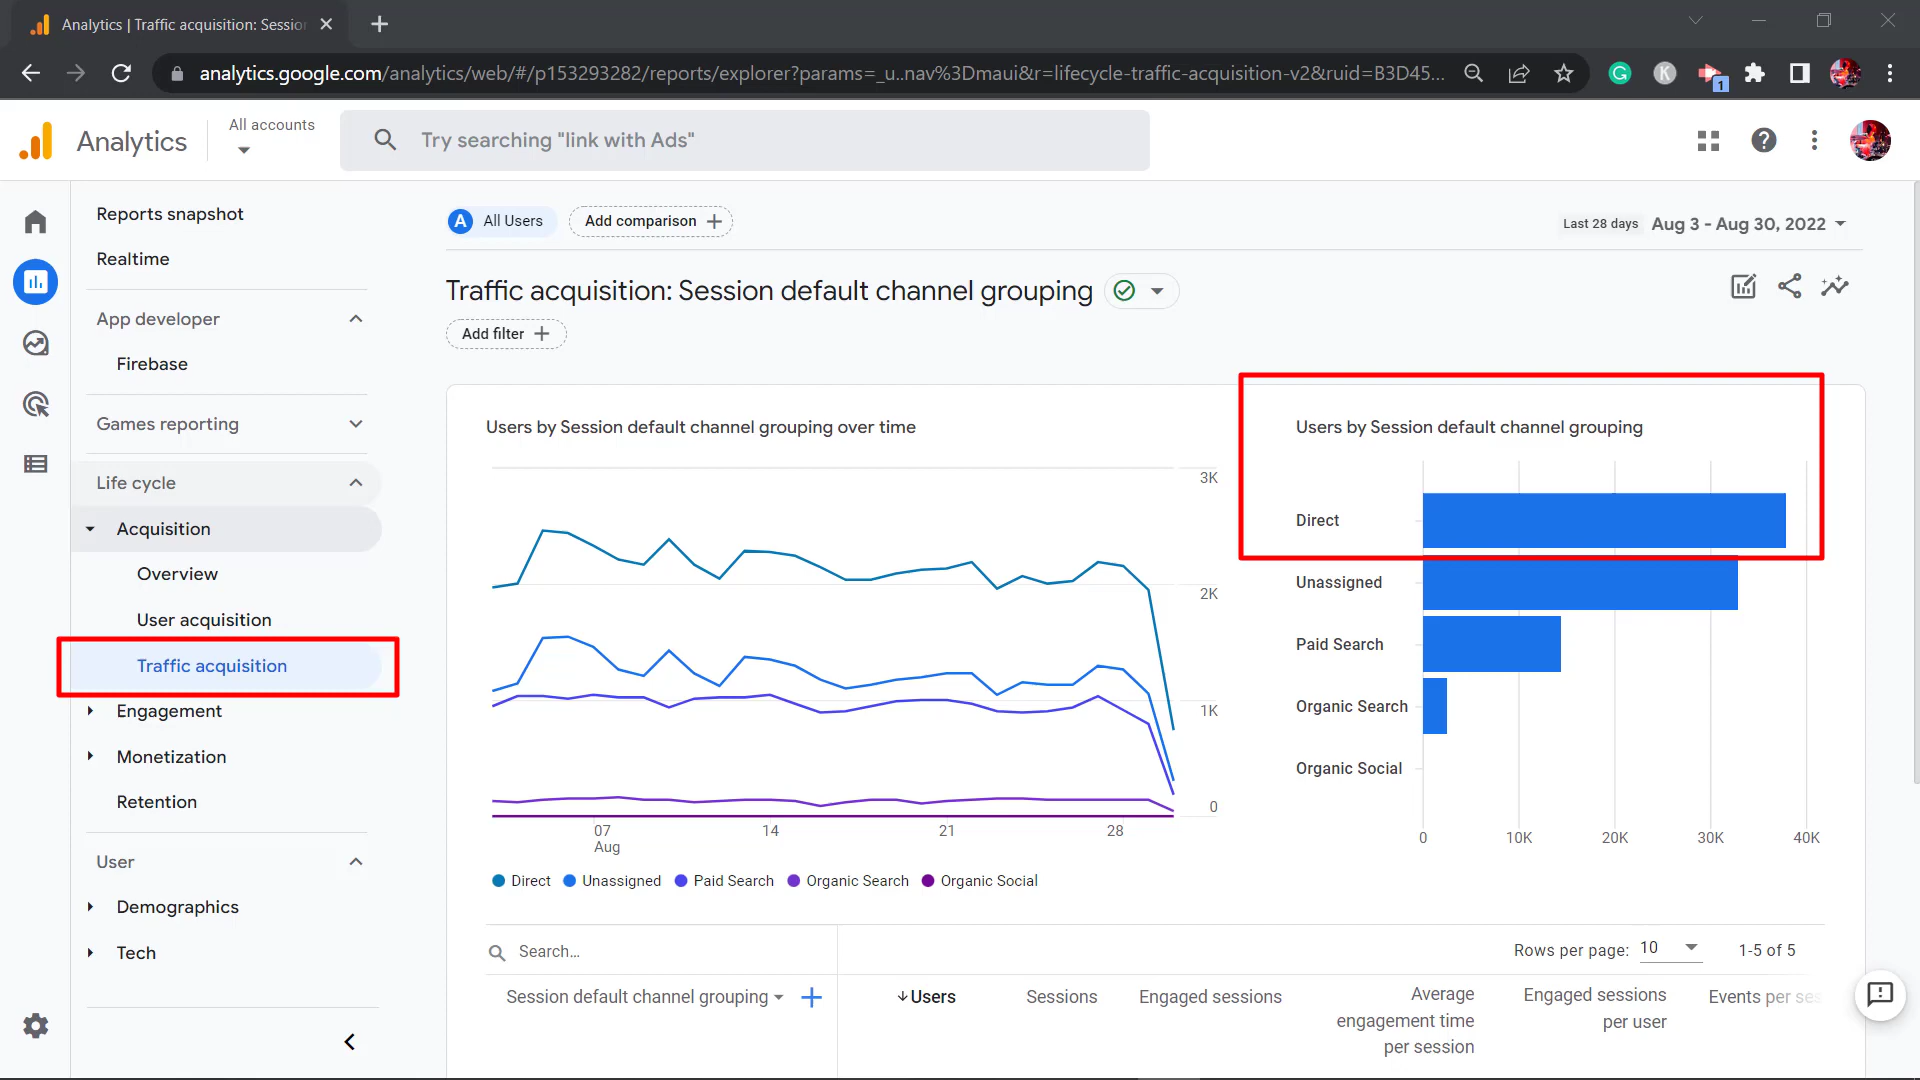 Analytics | Traffic acquisition: Sessio
analytics.google.com/analytics/web/#/p153293282/reports/explorer?params=_u..nav%3Dmaui&r=lifecycle-traffic-acquisition-v2&ruid=B3D45...
K
1
Analytics
All accounts
Try searching "link with Ads"
Reports snapshot
Realtime
App developer
Firebase
Games reporting
Life cycle
Acquisition
Overview
User acquisition
Traffic acquisition
Engagement
Monetization
Retention
User
Demographics
Tech
A All Users
Add comparison +
Last 28 days Aug 3 - Aug 30, 2022
Traffic acquisition: Session default channel grouping
Add filter +
Users by Session default channel grouping over time
3K
2K
1K
0
07
Aug
14
21
28
Direct Unassigned Paid Search Organic Search Organic Social
Users by Session default channel grouping
Direct
Unassigned
Paid Search
Organic Search
Organic Social
0 10K 20K 30K 40K
Search...
Rows per page: 10 1-5 of 5
Session default channel grouping
Users
Sessions
Engaged sessions
Average
engagement time
per session
Engaged sessions
per user
Events per ses